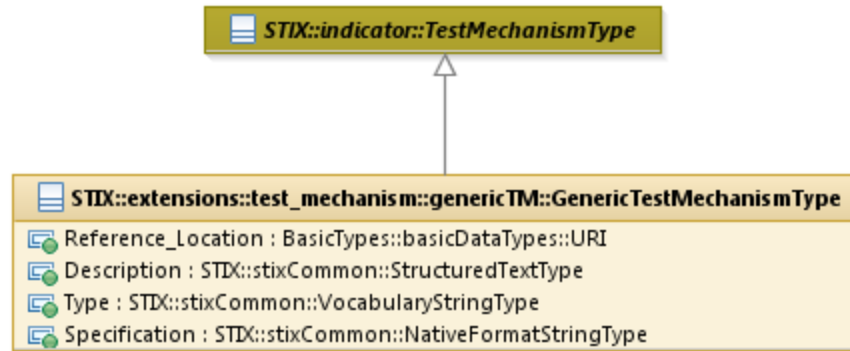 STIX::indicator::TestMechanismType
STIX::extensions::test_mechanism::genericTM::GenericTestMechanismType
Reference_Location : BasicTypes::basicDataTypes::URI
Description : STIX::stixCommon::StructuredTextType
Type : STIX::stixCommon::VocabularyStringType
Specification : STIX::stixCommon::NativeFormatStringType